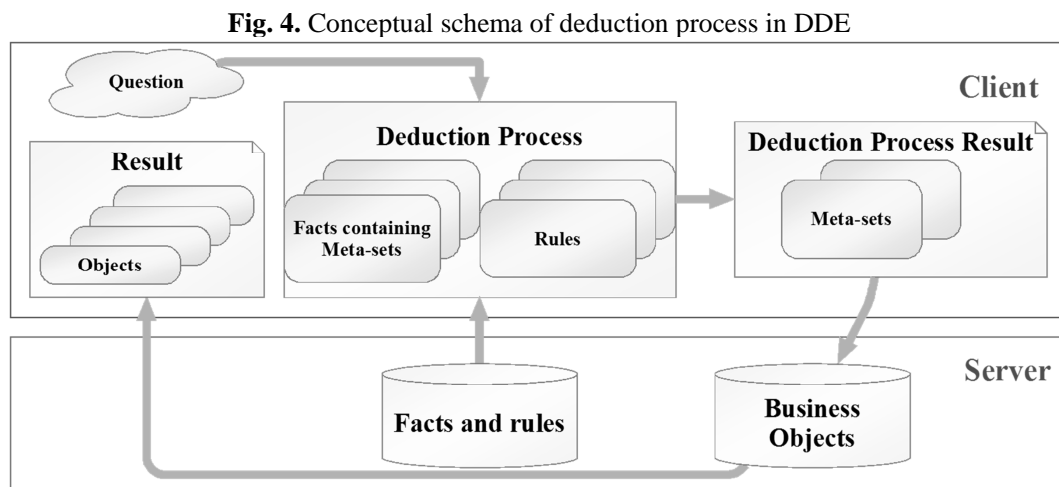 Fig. 4. Conceptual schema of deduction process in DDE
Question
Client
Deduction Process
Deduction Process Result
Result
Facts containing
Meta-sets
Rules
Meta-sets
Objects
Server
Facts and rules
Business
Objects